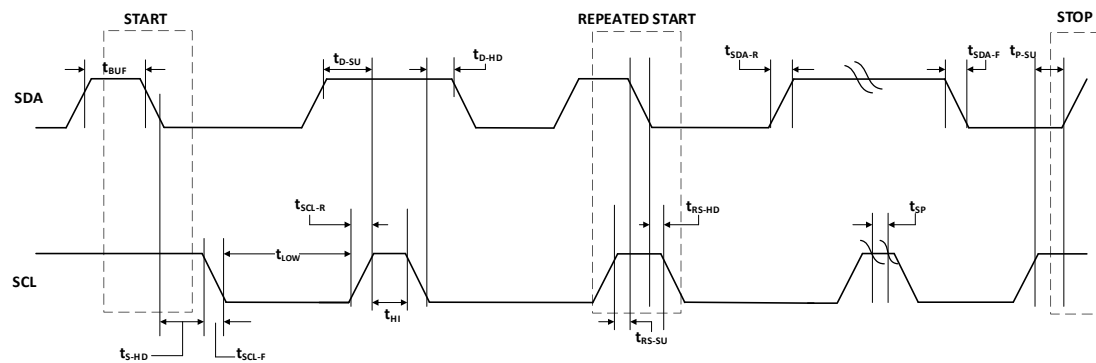 START
REPEATED START
STOP
tBUF
tD-SU
tD-HD
tSDA-R
tSDA-F
tP-SU
SDA
tSCL-R
tRS-HD
tSP
tLOW
SCL
tHI
tRS-SU
tS-HD
tSCL-F